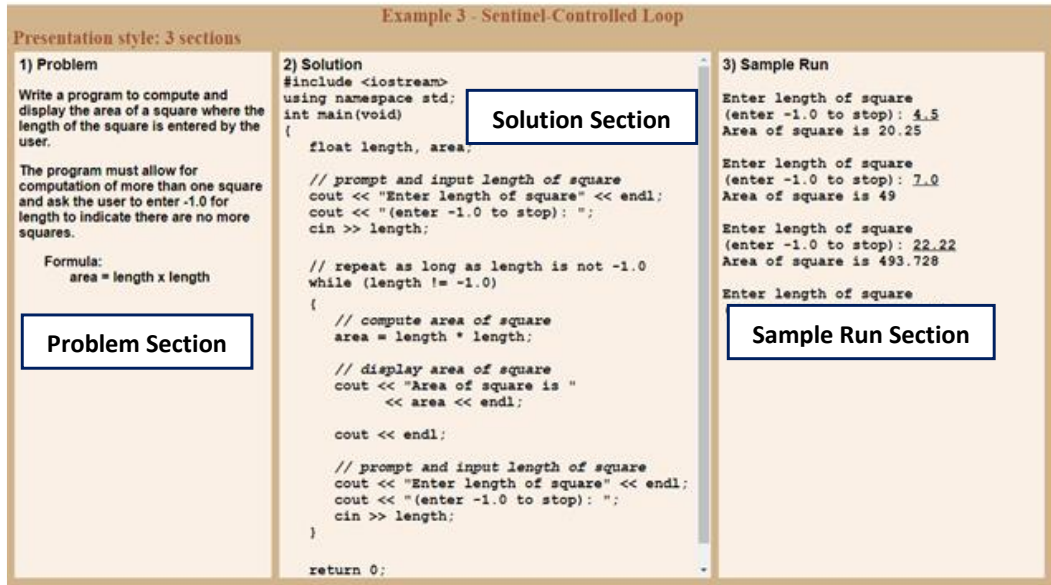 Example 3 - Sentinel-Controlled Loop
Presentation style: 3 sections
1) Problem
Write a program to compute and
display the area of a square where the
length of the square is entered by the
user.
The program must allow for
computation of more than one square
and ask the user to enter -1.0 for
length to indicate there are no more
squares.
Formula:
area = length x length
Problem Section
2) Solution
#include <iostream>
using namespace std;
int main(void)
{
float length, area;
// prompt and input length of square
cout << "Enter length of square" << endl;
cout << "(enter -1.0 to stop): ";
cin >> length;
// repeat as long as length is not -1.0
while (length != -1.0)
{
// compute area of square
area = length * length;
// display area of square
cout << "Area of square is "
<< area << endl;
cout << endl;
// prompt and input length of square
cout << "Enter length of square" << endl;
cout << "(enter -1.0 to stop): ";
cin >> length;
}
return 0;
Solution Section
3) Sample Run
Enter length of square
(enter -1.0 to stop): 4.5
Area of square is 20.25
Enter length of square
(enter -1.0 to stop): 7.0
Area of square is 49
Enter length of square
(enter -1.0 to stop): 22.22
Area of square is 493.728
Enter length of square
Sample Run Section